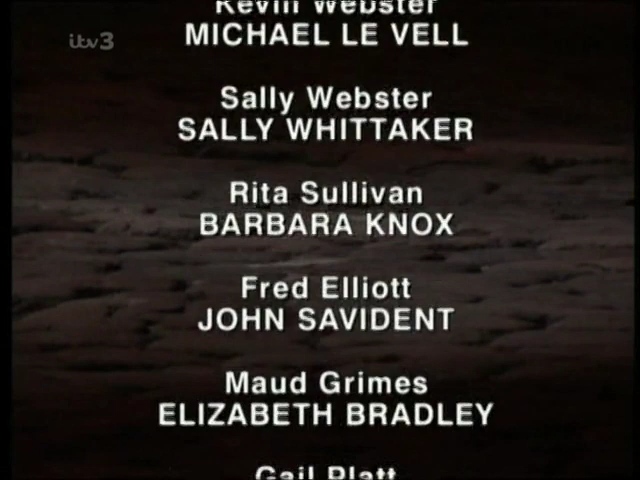 Kevin Webster
itv3
MICHAEL LE VELL
Sally Webster
SALLY WHITTAKER
Rita Sullivan
BARBARA KNOX
Fred Elliott
JOHN SAVIDENT
Maud Grimes
ELIZABETH BRADLEY
Gail Platt